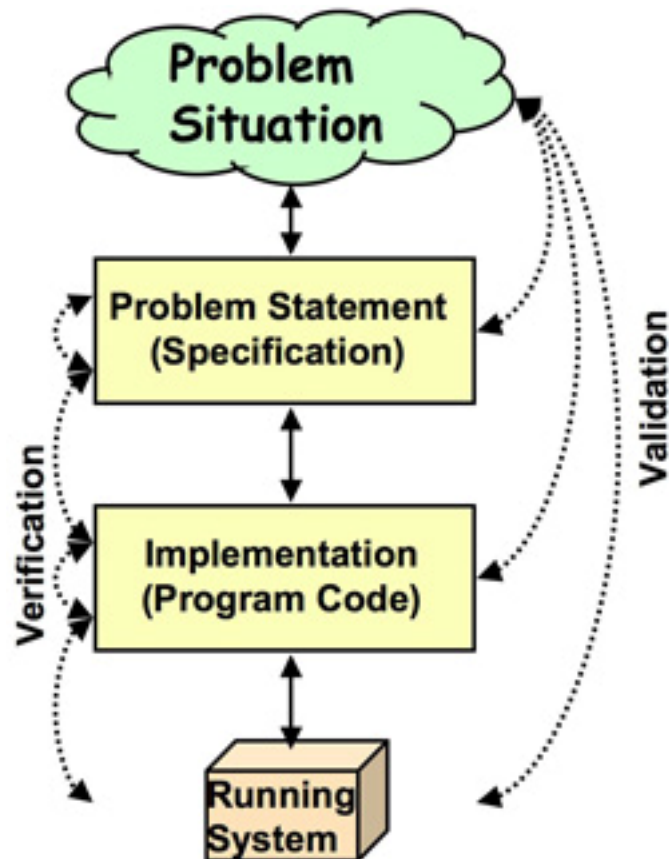 Problem
Situation
Problem Statement
(Specification)
Verification
Validation
Implementation
(Program Code)
Running
System